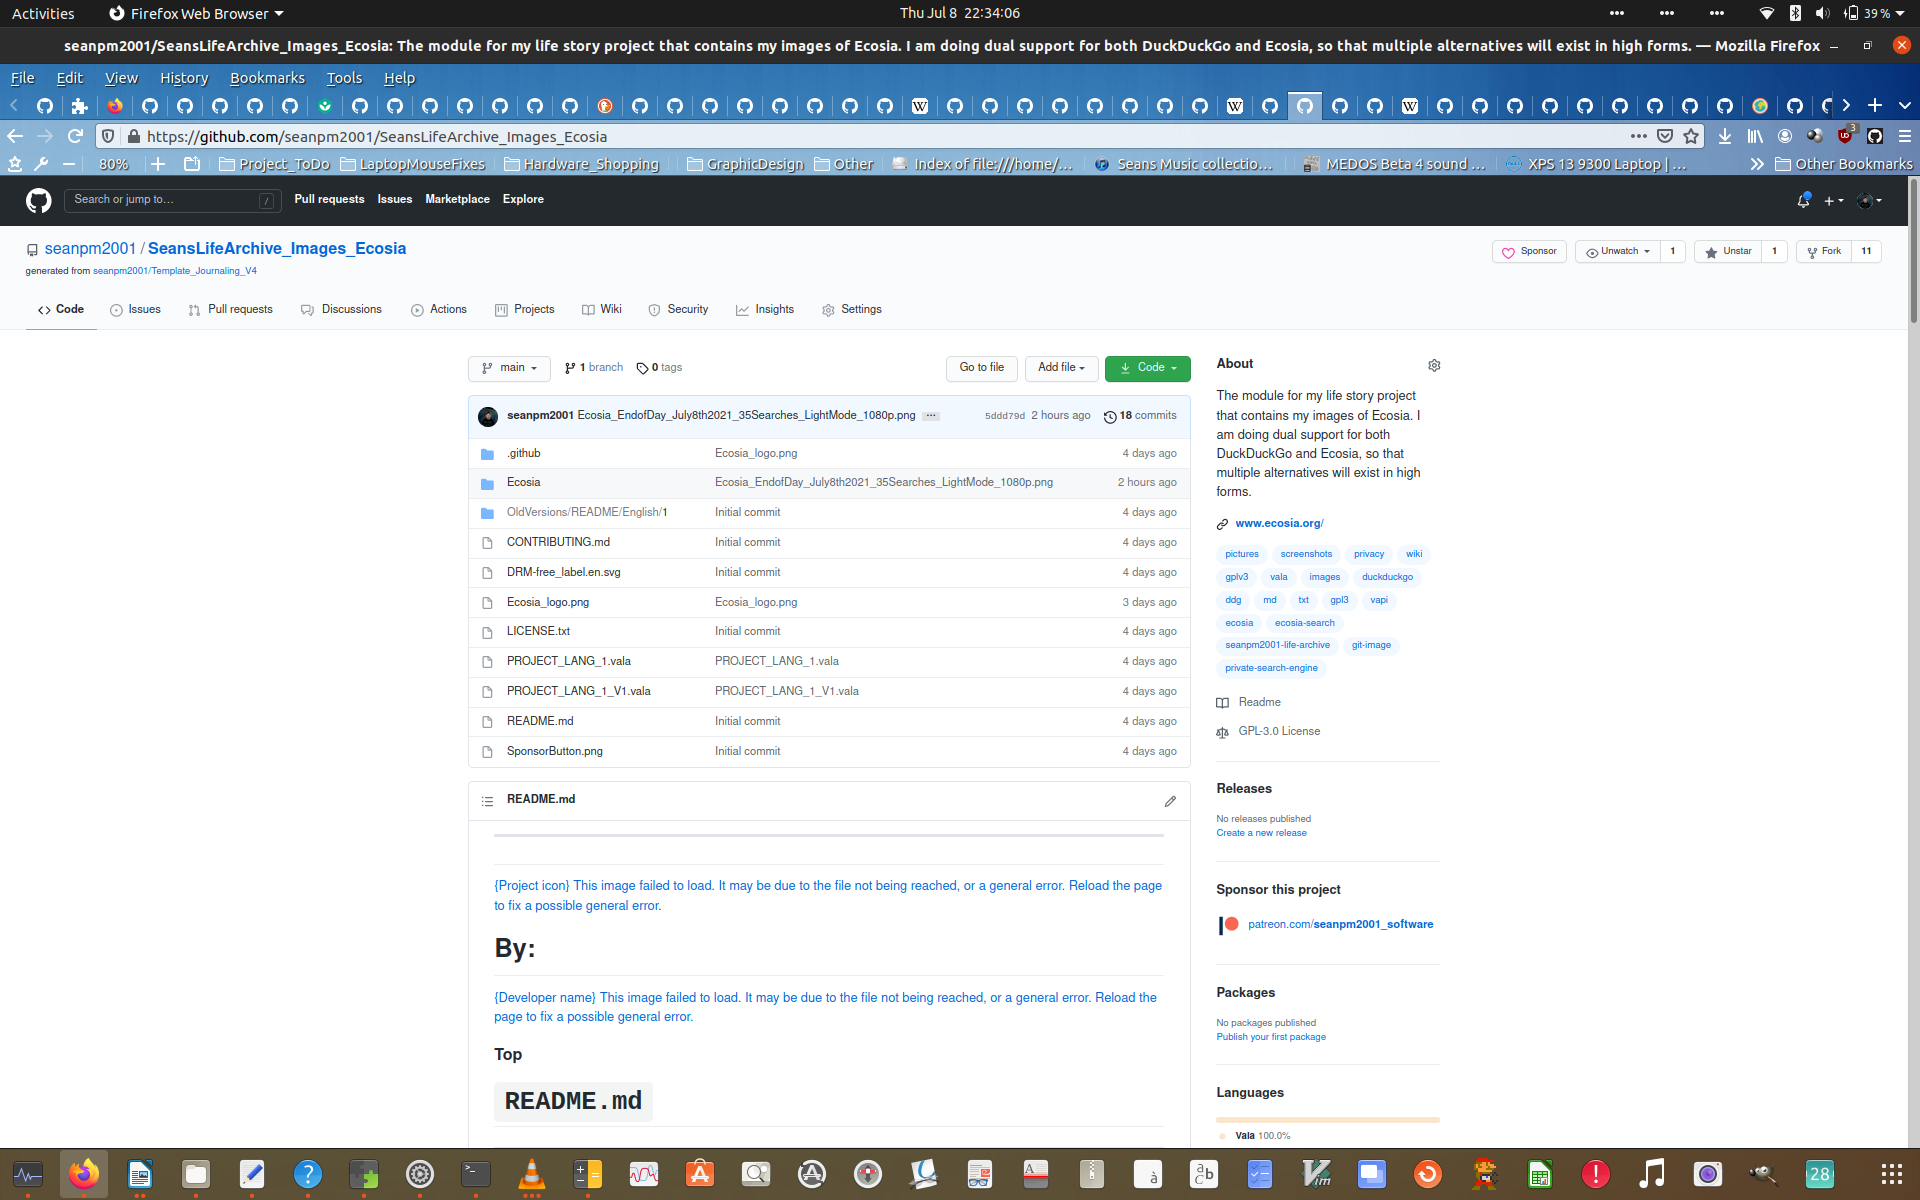 Activities Firefox Web Browser Thu Jul 8 22:34:06 39 %
seanpm2001/SeansLifeArchive_Images_Ecosia: The module for my life story project that contains my images of Ecosia. I am doing dual support for both DuckDuckGo and Ecosia, so that multiple alternatives will exist in high forms. — Mozilla Firefox
File Edit View History Bookmarks Tools Help
https://github.com/seanpm2001/SeansLifeArchive_Images_Ecosia 3
80% Project_ToDo LaptopMouseFixes Hardware_Shopping GraphicDesign Other Index of file:///home/... Seans Music collectio... MEDOS Beta 4 sound ... XPS 13 9300 Laptop | ... Other Bookmarks
Search or jump to... / Pull requests Issues Marketplace Explore
seanpm2001 / SeansLifeArchive_Images_Ecosia Sponsor Unwatch 1 Unstar 1 Fork 11
generated from seanpm2001/Template_Journaling_V4
Code Issues Pull requests Discussions Actions Projects Wiki Security Insights Settings
main 1 branch 0 tags Go to file Add file Code
seanpm2001 Ecosia_EndofDay_July8th2021_35Searches_LightMode_1080p.png ... 5ddd79d 2 hours ago 18 commits
.github Ecosia_logo.png 4 days ago
Ecosia Ecosia_EndofDay_July8th2021_35Searches_LightMode_1080p.png 2 hours ago
OldVersions/README/English/1 Initial commit 4 days ago
CONTRIBUTING.md Initial commit 4 days ago
DRM-free_label.en.svg Initial commit 4 days ago
Ecosia_logo.png Ecosia_logo.png 3 days ago
LICENSE.txt Initial commit 4 days ago
PROJECT_LANG_1.vala PROJECT_LANG_1.vala 4 days ago
PROJECT_LANG_1_V1.vala PROJECT_LANG_1_V1.vala 4 days ago
README.md Initial commit 4 days ago
SponsorButton.png Initial commit 4 days ago
README.md
{Project icon} This image failed to load. It may be due to the file not being reached, or a general error. Reload the page
to fix a possible general error.
By:
{Developer name} This image failed to load. It may be due to the file not being reached, or a general error. Reload the
page to fix a possible general error.
Top
README.md
About
The module for my life story project
that contains my images of Ecosia. I
am doing dual support for both
DuckDuckGo and Ecosia, so that
multiple alternatives will exist in high
forms.
www.ecosia.org/
pictures screenshots privacy wiki
gplv3 vala images duckduckgo
ddg md txt gpl3 vapi
ecosia ecosia-search
seanpm2001-life-archive git-image
private-search-engine
Readme
GPL-3.0 License
Releases
No releases published
Create a new release
Sponsor this project
patreon.com/seanpm2001_software
Packages
No packages published
Publish your first package
Languages
Vala 100.0%
28